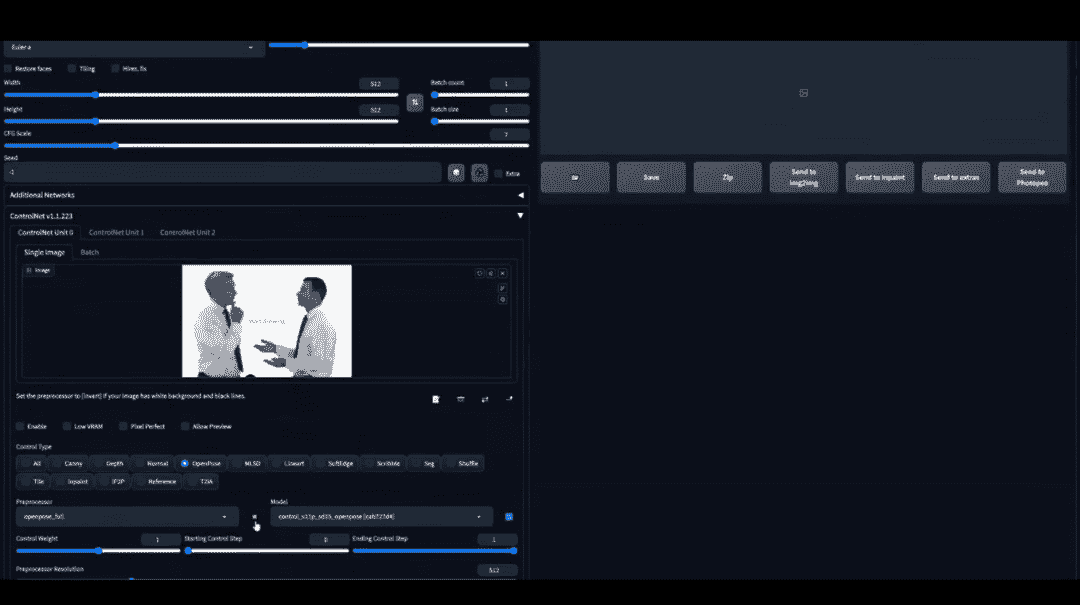 Euler a
Restore faces Tiling Hires. fix
Width 512 Batch count 1
Height 512 Batch size 1
CFG Scale 7
Seed
-1 Extra
Save Zip Send to img2img Send to inpaint Send to extras Send to Photopea
Additional Networks
ControlNet v1.1.223
ControlNet Unit 0 ControlNet Unit 1 ControlNet Unit 2
Single Image Batch
Image
Start drawing
Set the preprocessor to [invert] if your image has white background and black lines.
Enable Low VRAM Pixel Perfect Allow Preview
Control Type
All Canny Depth Normal OpenPose MLSD Lineart SoftEdge Scribble Seg Shuffle
Tile Inpaint IP2P Reference T2IA
Preprocessor Model
openpose_full
Control Weight 1 Starting Control Step 0 Ending Control Step 1
Preprocessor Resolution 512